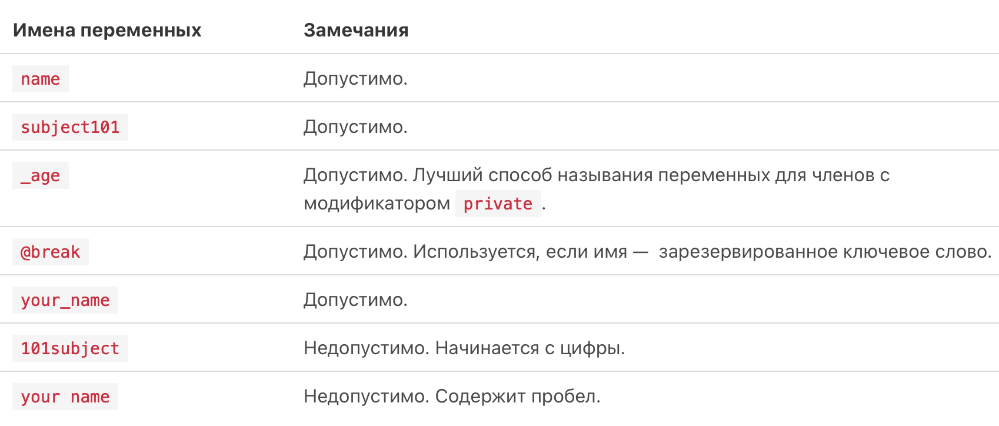 Имена переменных Замечания
name Допустимо.
subject101 Допустимо.
_age Допустимо. Лучший способ называния переменных для членов с
модификатором private .
@break Допустимо. Используется, если имя — зарезервированное ключевое слово.
your_name Допустимо.
101subject Недопустимо. Начинается с цифры.
your name Недопустимо. Содержит пробел.